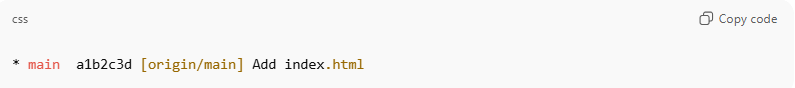 css
Copy code
* main  a1b2c3d [origin/main] Add index.html